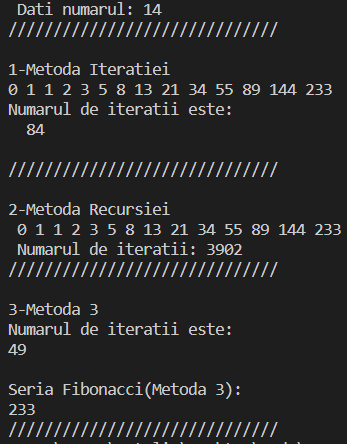 Dati numarul: 14
//////////////////////////////
1-Metoda Iteratiei
0 1 1 2 3 5 8 13 21 34 55 89 144 233
Numarul de iteratii este:
84
//////////////////////////////
2-Metoda Recursiei
0 1 1 2 3 5 8 13 21 34 55 89 144 233
Numarul de iteratii: 3902
//////////////////////////////
3-Metoda 3
Numarul de iteratii este:
49
Seria Fibonacci(Metoda 3):
233
//////////////////////////////